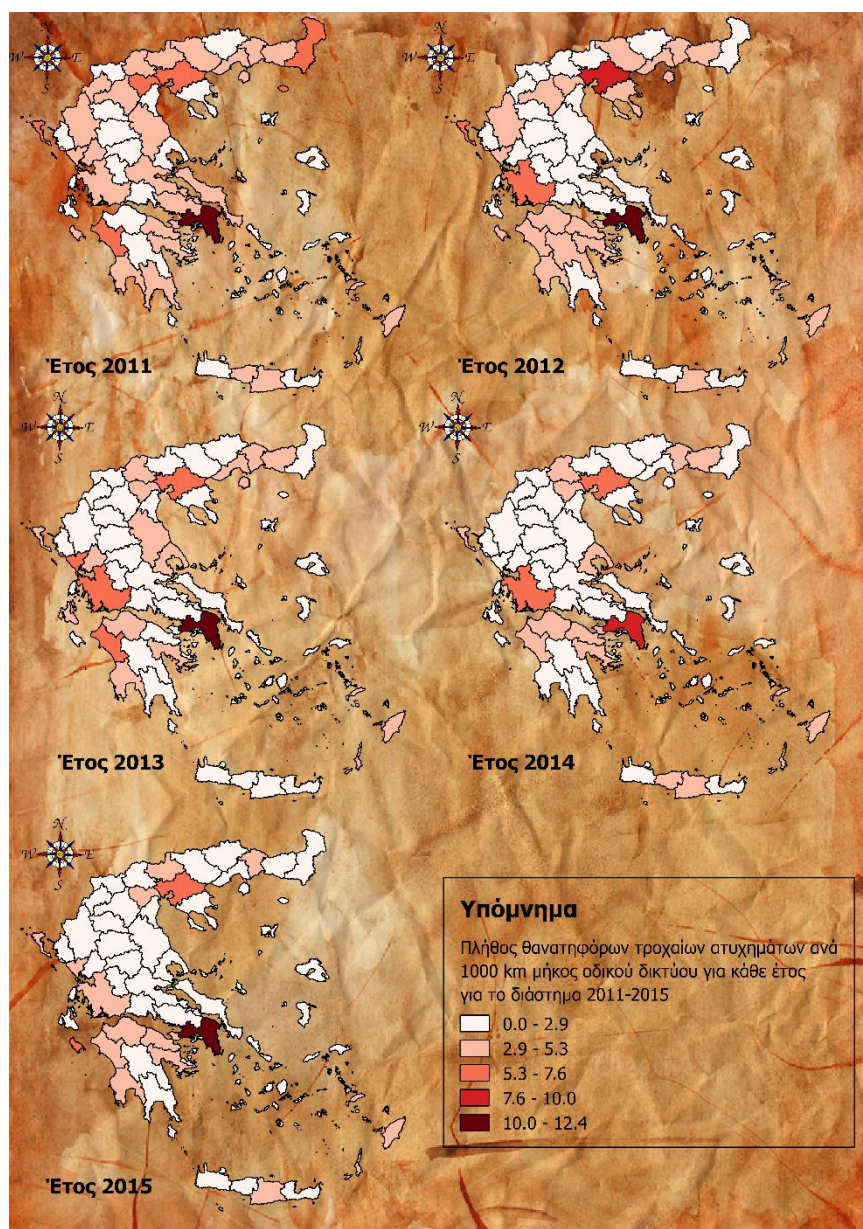 N
W E
S
N
W E
S
Έτος 2011
Έτος 2012
N
W E
S
N
W E
S
Έτος 2013
Έτος 2014
N
W E
S
Υπόμνημα
Πλήθος θανατηφόρων τροχαίων ατυχημάτων ανά
1000 km μήκος οδικού δικτύου για κάθε έτος
για το διάστημα 2011-2015
0.0 - 2.9
2.9 - 5.3
5.3 - 7.6
7.6 - 10.0
10.0 - 12.4
Έτος 2015